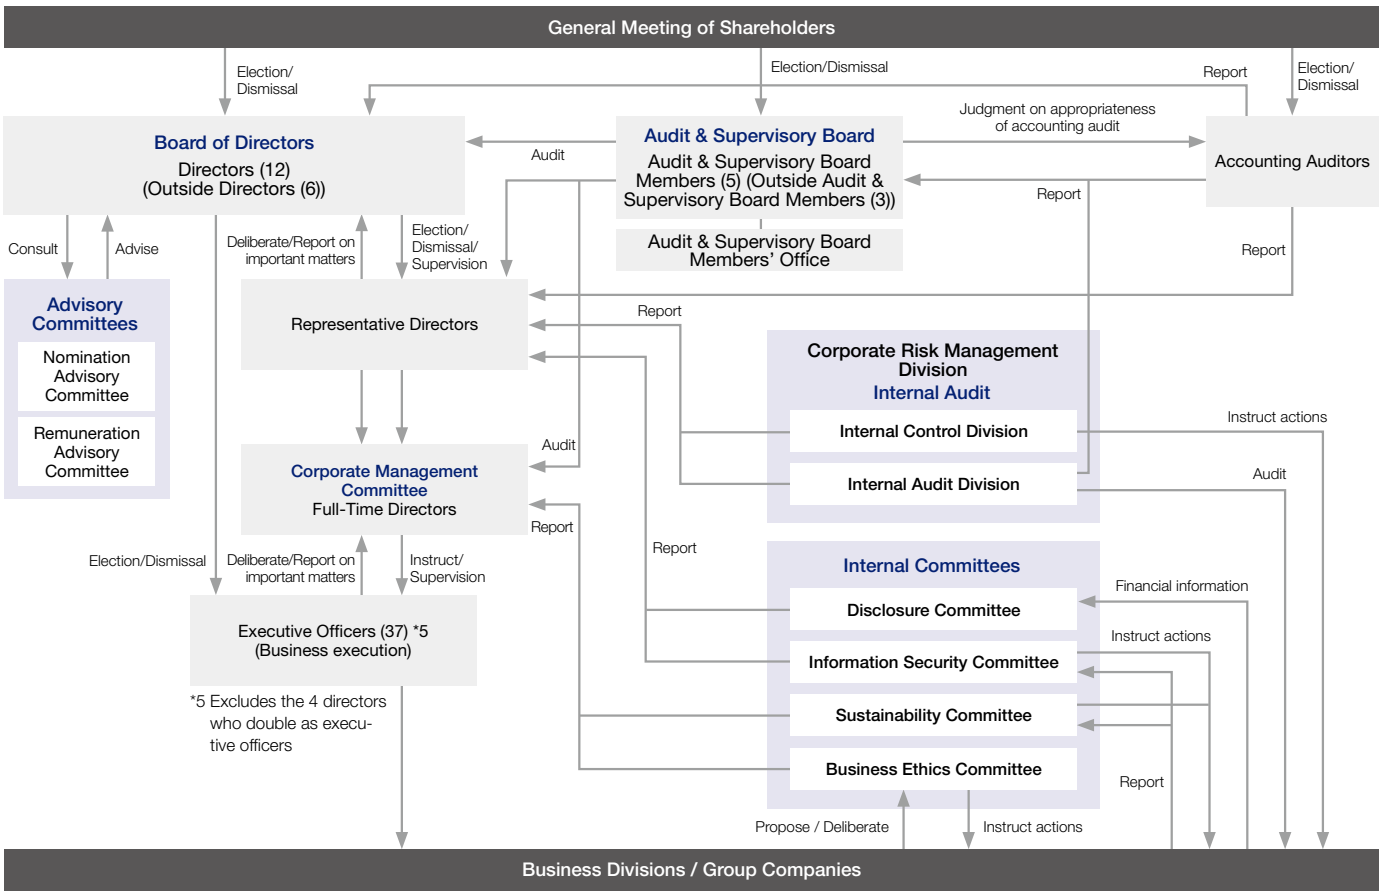 General Meeting of Shareholders
Election/
Dismissal
Election/Dismissal
Report
Election/
Dismissal
Board of Directors
Directors (12)
(Outside Directors (6))
Audit
Audit & Supervisory Board
Audit & Supervisory Board
Members (5) (Outside Audit &
Supervisory Board Members (3))
Judgment on appropriateness
of accounting audit
Accounting Auditors
Report
Audit & Supervisory Board
Members’ Office
Consult
Advise
Deliberate/Report on
important matters
Election/
Dismissal/
Supervision
Report
Advisory
Committees
Nomination
Advisory
Committee
Remuneration
Advisory
Committee
Representative Directors
Report
Corporate Risk Management
Division
Internal Audit
Internal Control Division
Internal Audit Division
Instruct actions
Audit
Audit
Corporate Management
Committee
Full-Time Directors
Report
Report
Election/Dismissal
Deliberate/Report on
important matters
Instruct/
Supervision
Internal Committees
Disclosure Committee
Information Security Committee
Sustainability Committee
Business Ethics Committee
Financial information
Instruct actions
Report
Executive Officers (37) *5
(Business execution)
*5 Excludes the 4 directors
who double as execu-
tive officers
Propose / Deliberate
Instruct actions
Business Divisions / Group Companies